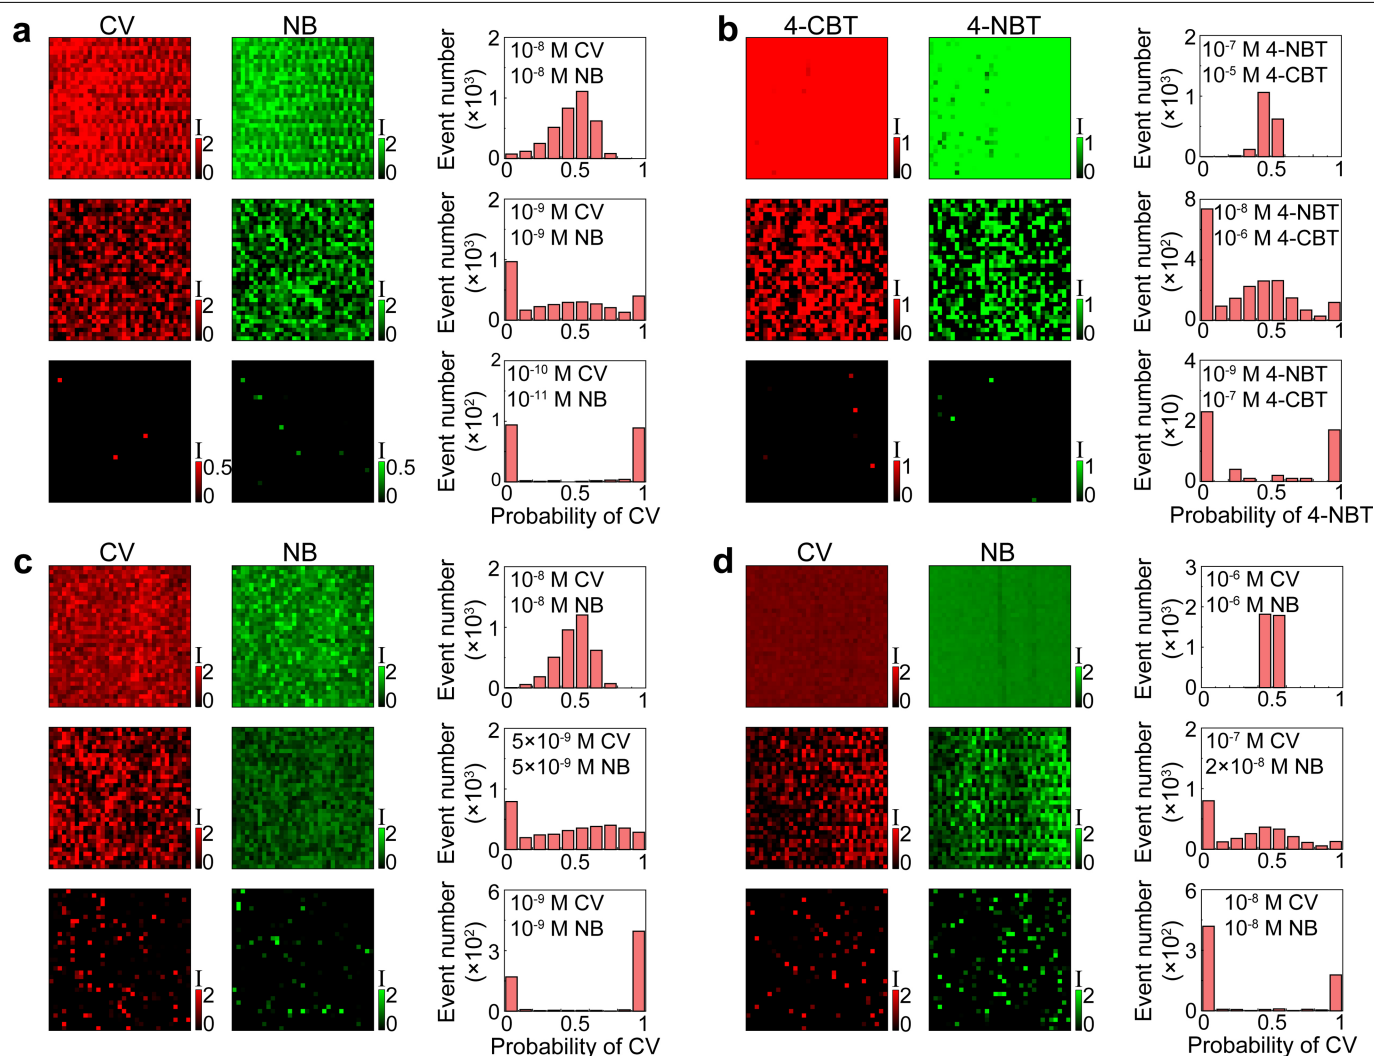 a
CV
NB
I
2
0
I
2
0
Event number
(×10³)
2
1
0
10⁻⁸ M CV
10⁻⁸ M NB
0 0.5 1
I
2
0
I
2
0
Event number
(×10³)
2
1
0
10⁻⁹ M CV
10⁻⁹ M NB
0 0.5 1
I
0.5
0
I
0.5
0
Event number
(×10²)
2
1
0
10⁻¹⁰ M CV
10⁻¹¹ M NB
0 0.5 1
Probability of CV
b
4-CBT
4-NBT
I
1
0
I
1
0
Event number
(×10³)
2
1
0
10⁻⁷ M 4-NBT
10⁻⁵ M 4-CBT
0 0.5 1
I
1
0
I
1
0
Event number
(×10²)
8
4
0
10⁻⁸ M 4-NBT
10⁻⁶ M 4-CBT
0 0.5 1
I
1
0
I
1
0
Event number
(×10)
4
2
0
10⁻⁹ M 4-NBT
10⁻⁷ M 4-CBT
0 0.5 1
Probability of 4-NBT
c
CV
NB
I
2
0
I
2
0
Event number
(×10³)
2
1
0
10⁻⁸ M CV
10⁻⁸ M NB
0 0.5 1
I
2
0
I
2
0
Event number
(×10³)
2
1
0
5×10⁻⁹ M CV
5×10⁻⁹ M NB
0 0.5 1
I
2
0
I
2
0
Event number
(×10²)
6
3
0
10⁻⁹ M CV
10⁻⁹ M NB
0 0.5 1
Probability of CV
d
CV
NB
I
2
0
I
2
0
Event number
(×10³)
3
2
1
0
10⁻⁶ M CV
10⁻⁶ M NB
0 0.5 1
I
2
0
I
2
0
Event number
(×10³)
2
1
0
10⁻⁷ M CV
2×10⁻⁸ M NB
0 0.5 1
I
2
0
I
2
0
Event number
(×10²)
6
3
0
10⁻⁸ M CV
10⁻⁸ M NB
0 0.5 1
Probability of CV